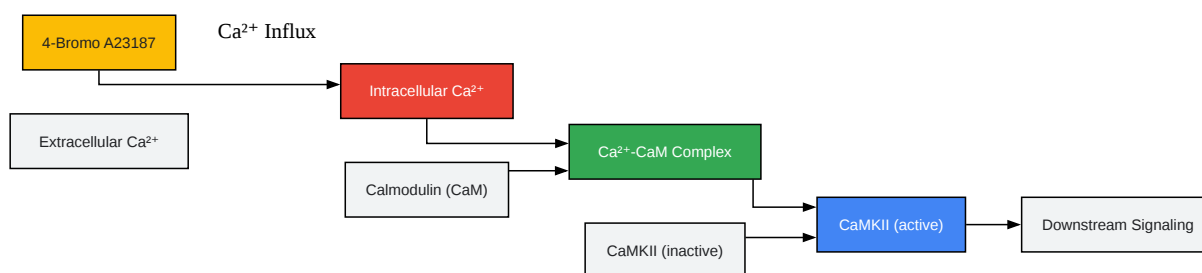 4-Bromo A23187
Ca²⁺ Influx
Intracellular Ca²⁺
Extracellular Ca²⁺
Ca²⁺-CaM Complex
Calmodulin (CaM)
CaMKII (active)
Downstream Signaling
CaMKII (inactive)